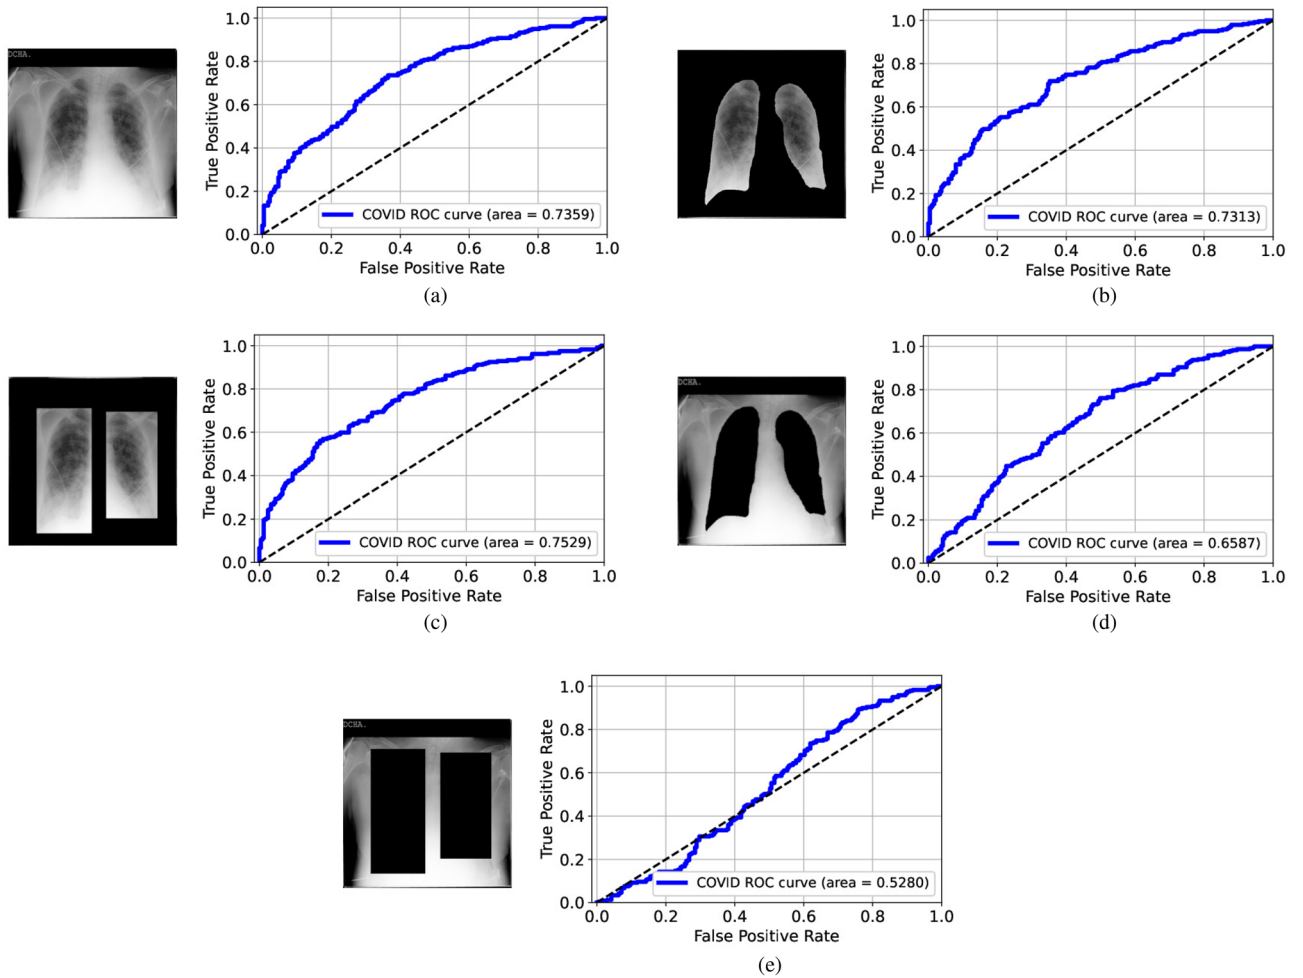 DCHA.
1.0
0.8
0.6
0.4
0.2
0.0
True Positive Rate
COVID ROC curve (area = 0.7359)
0.0 0.2 0.4 0.6 0.8 1.0
False Positive Rate
(a)
1.0
0.8
0.6
0.4
0.2
0.0
True Positive Rate
COVID ROC curve (area = 0.7313)
0.0 0.2 0.4 0.6 0.8 1.0
False Positive Rate
(b)
1.0
0.8
0.6
0.4
0.2
0.0
True Positive Rate
COVID ROC curve (area = 0.7529)
0.0 0.2 0.4 0.6 0.8 1.0
False Positive Rate
(c)
DCHA.
1.0
0.8
0.6
0.4
0.2
0.0
True Positive Rate
COVID ROC curve (area = 0.6587)
0.0 0.2 0.4 0.6 0.8 1.0
False Positive Rate
(d)
DCHA.
1.0
0.8
0.6
0.4
0.2
0.0
True Positive Rate
COVID ROC curve (area = 0.5280)
0.0 0.2 0.4 0.6 0.8 1.0
False Positive Rate
(e)